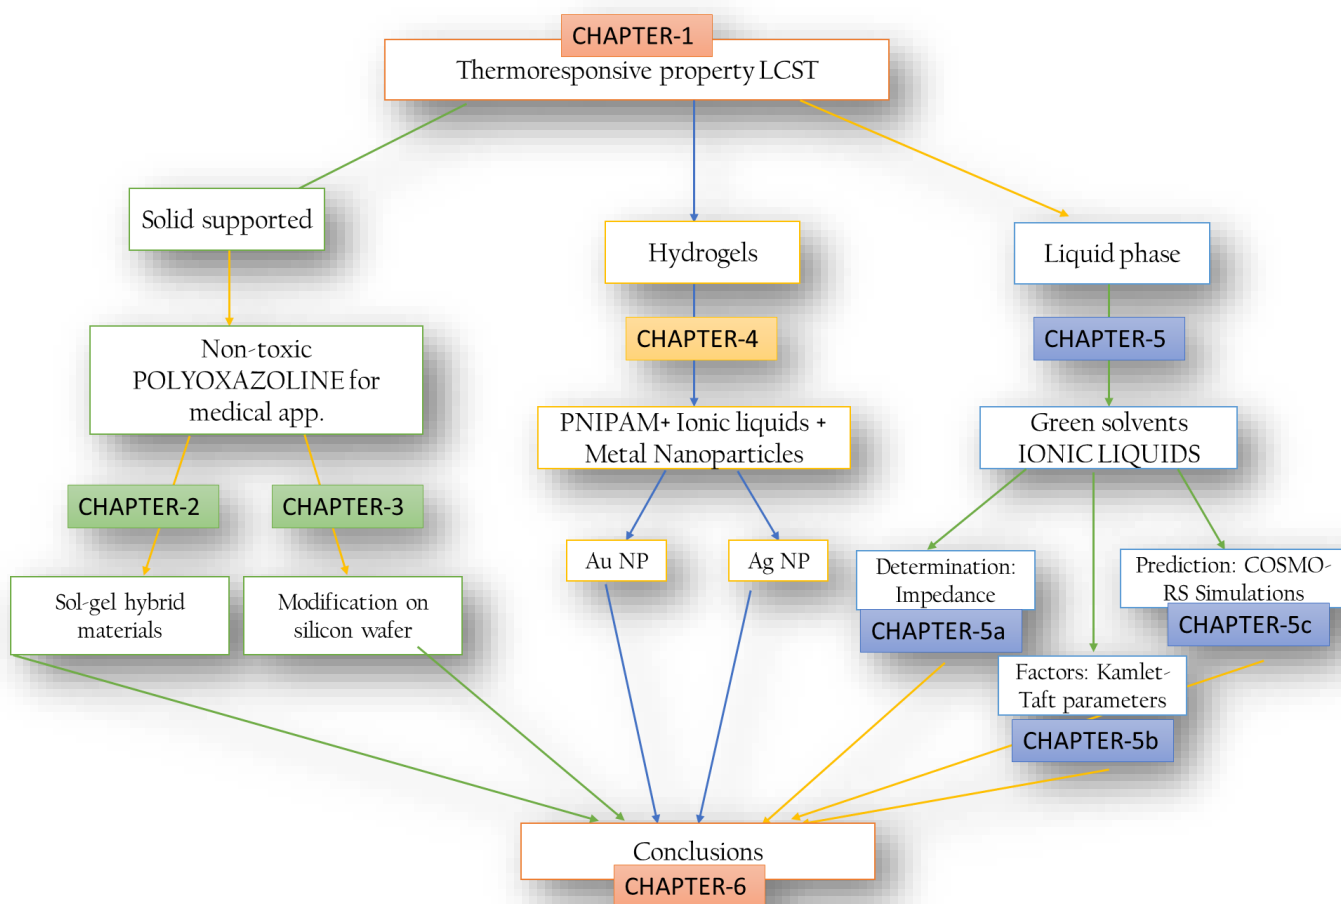 CHAPTER-1
Thermoresponsive property LCST
Solid supported
Hydrogels
Liquid phase
Non-toxic
POLYOXAZOLINE for
medical app.
CHAPTER-4
CHAPTER-5
PNIPAM+ Ionic liquids +
Metal Nanoparticles
Green solvents
IONIC LIQUIDS
CHAPTER-2
CHAPTER-3
Au NP
Ag NP
Sol-gel hybrid
materials
Modification on
silicon wafer
Determination:
Impedance
CHAPTER-5a
Prediction: COSMO-
RS Simulations
CHAPTER-5c
Factors: Kamlet-
Taft parameters
CHAPTER-5b
Conclusions
CHAPTER-6